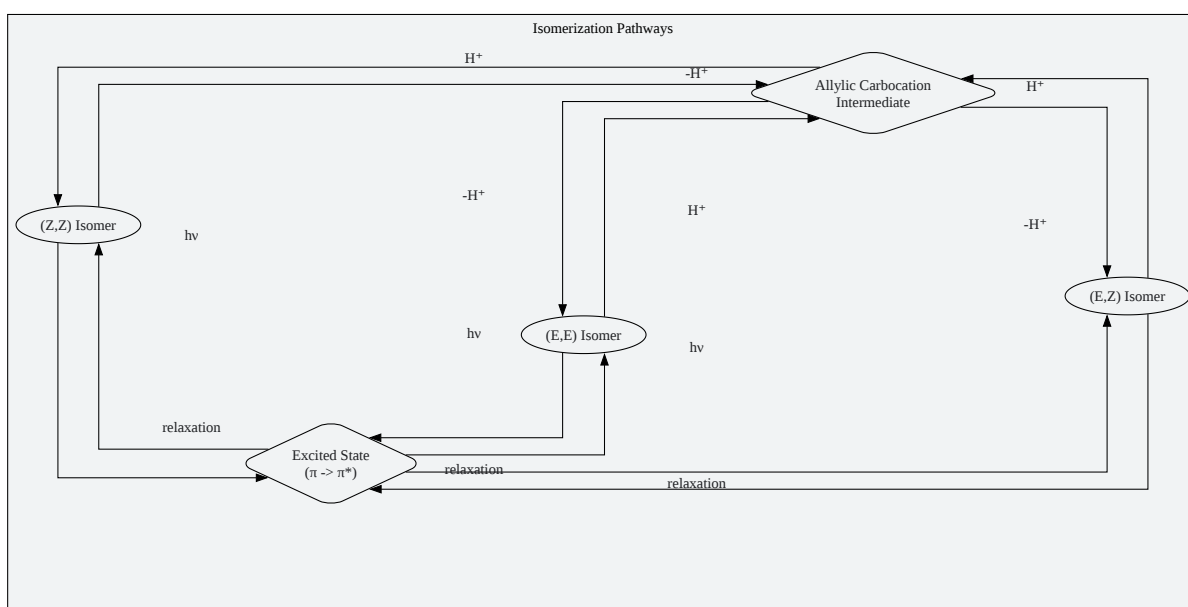 Isomerization Pathways
H⁺
-H⁺
Allylic Carbocation
Intermediate
H⁺
-H⁺
H⁺
-H⁺
(Z,Z) Isomer
hν
(E,Z) Isomer
hν
(E,E) Isomer
hν
relaxation
Excited State
(π -> π*)
relaxation
relaxation